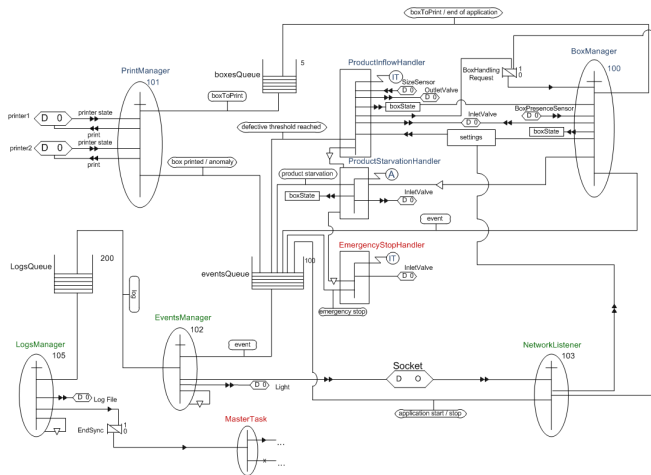 boxToPrint / end of application
boxesQueue
5
ProductInflowHandler
BoxHandling
Request
1
0
BoxManager
100
PrintManager
101
IT
SizeSensor
D 0
OutletValve
D 0
boxToPrint
boxState
BoxPresenceSensor
D 0
printer1
D 0
printer state
print
InletValve
D 0
defective threshold reached
settings
boxState
printer2
D 0
printer state
print
box printed / anomaly
ProductStarvationHandler
product starvation
A
boxState
InletValve
D 0
event
LogsQueue
200
log
eventsQueue
100
EmergencyStopHandler
IT
InletValve
D 0
emergency stop
EventsManager
102
LogsManager
105
event
NetworkListener
103
Socket
D O
D 0
Light
D 0
Log File
application start / stop
EndSync
1
0
MasterTask
...
...